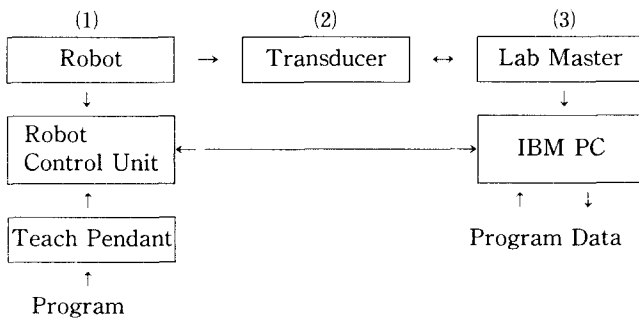 (1) (2) (3)
Robot → Transducer ↔ Lab Master
↓ ↓
Robot
Control Unit ↔ IBM PC
↑ ↑ ↓
Teach Pendant Program Data
↑
Program